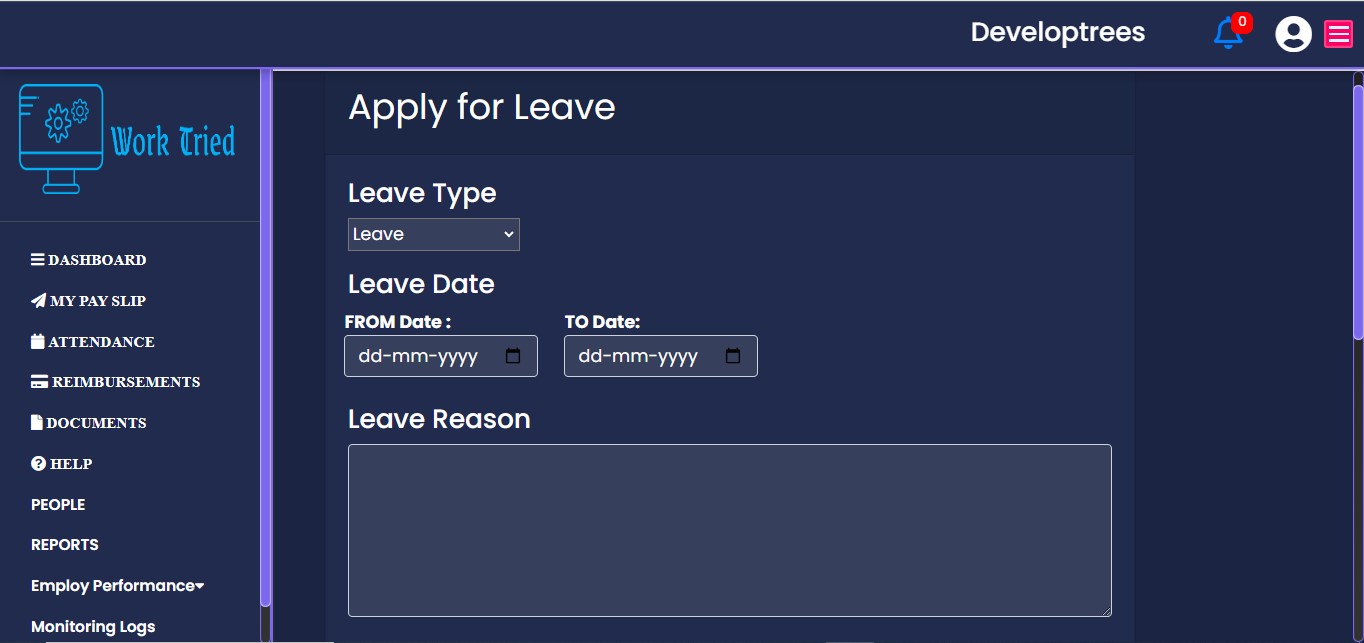 Developtrees
0
Work Tried
DASHBOARD
MY PAY SLIP
ATTENDANCE
REIMBURSEMENTS
DOCUMENTS
HELP
PEOPLE
REPORTS
Employ Performance
Monitoring Logs
Apply for Leave
Leave Type
Leave
Leave Date
FROM Date : TO Date:
dd-mm-yyyy dd-mm-yyyy
Leave Reason